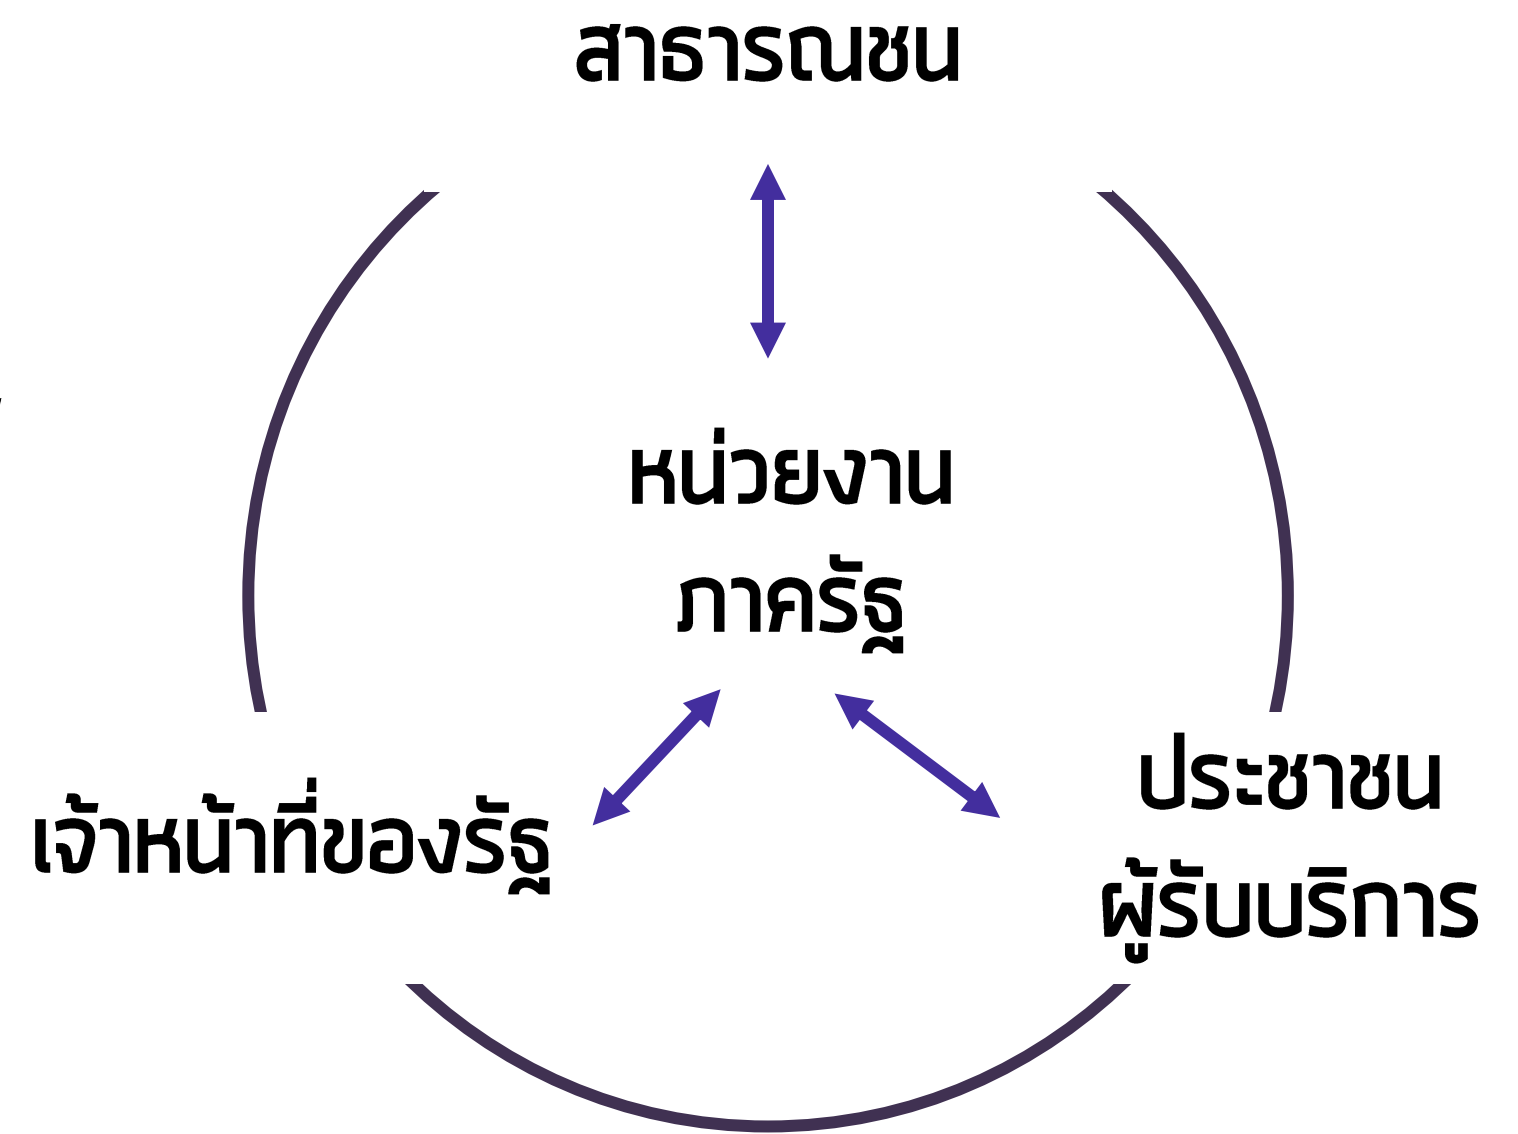 สาธารณชน
หน่วยงาน
ภาครัฐ
เจ้าหน้าที่ของรัฐ
ประชาชน
ผู้รับบริการ